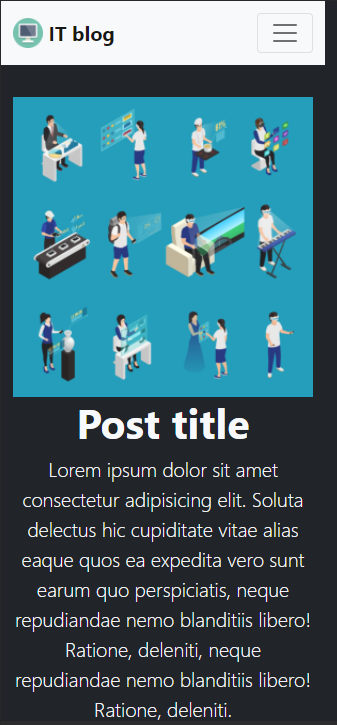 IT blog
Post title
Lorem ipsum dolor sit amet
consectetur adipisicing elit. Soluta
delectus hic cupiditate vitae alias
eaque quos ea expedita vero sunt
earum quo perspiciatis, neque
repudiandae nemo blanditiis libero!
Ratione, deleniti, neque
repudiandae nemo blanditiis libero!
Ratione, deleniti.